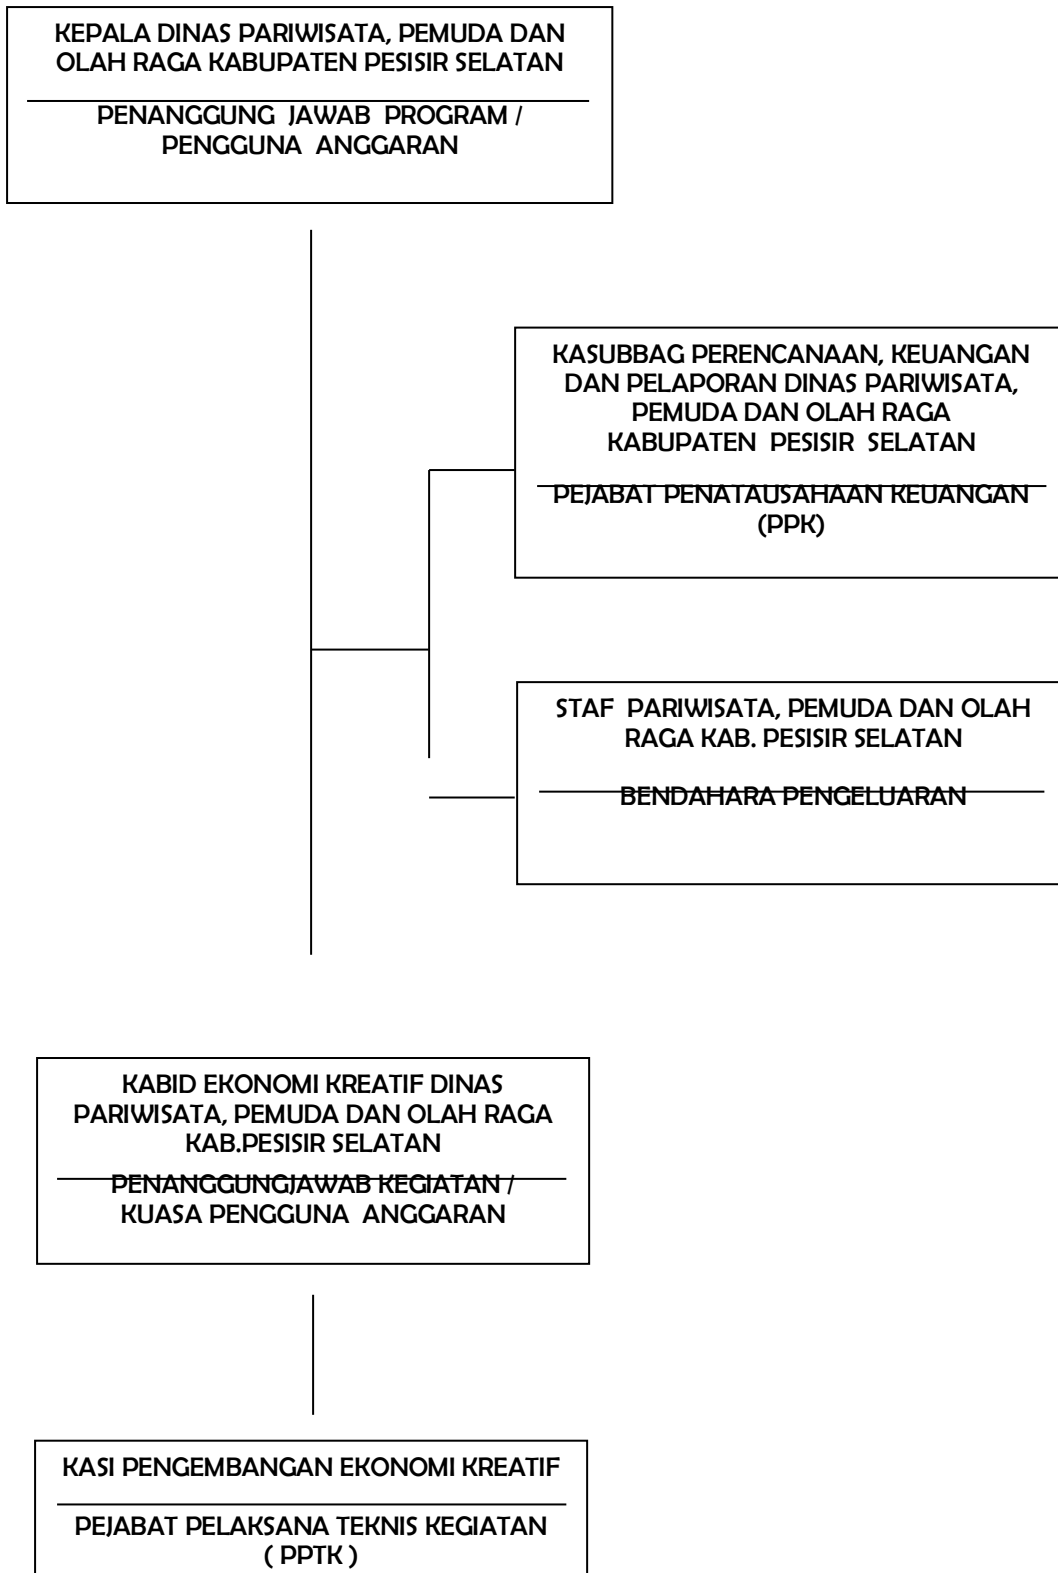 KEPALA DINAS PARIWISATA, PEMUDA DAN
OLAH RAGA KABUPATEN PESISIR SELATAN
PENANGGUNG JAWAB PROGRAM /
PENGGUNA ANGGARAN
KASUBBAG PERENCANAAN, KEUANGAN
DAN PELAPORAN DINAS PARIWISATA,
PEMUDA DAN OLAH RAGA
KABUPATEN PESISIR SELATAN
PEJABAT PENATAUSAHAAN KEUANGAN
(PPK)
STAF PARIWISATA, PEMUDA DAN OLAH
RAGA KAB. PESISIR SELATAN
BENDAHARA PENGELUARAN
KABID EKONOMI KREATIF DINAS
PARIWISATA, PEMUDA DAN OLAH RAGA
KAB.PESISIR SELATAN
PENANGGUNGJAWAB KEGIATAN /
KUASA PENGGUNA ANGGARAN
KASI PENGEMBANGAN EKONOMI KREATIF
PEJABAT PELAKSANA TEKNIS KEGIATAN
( PPTK )